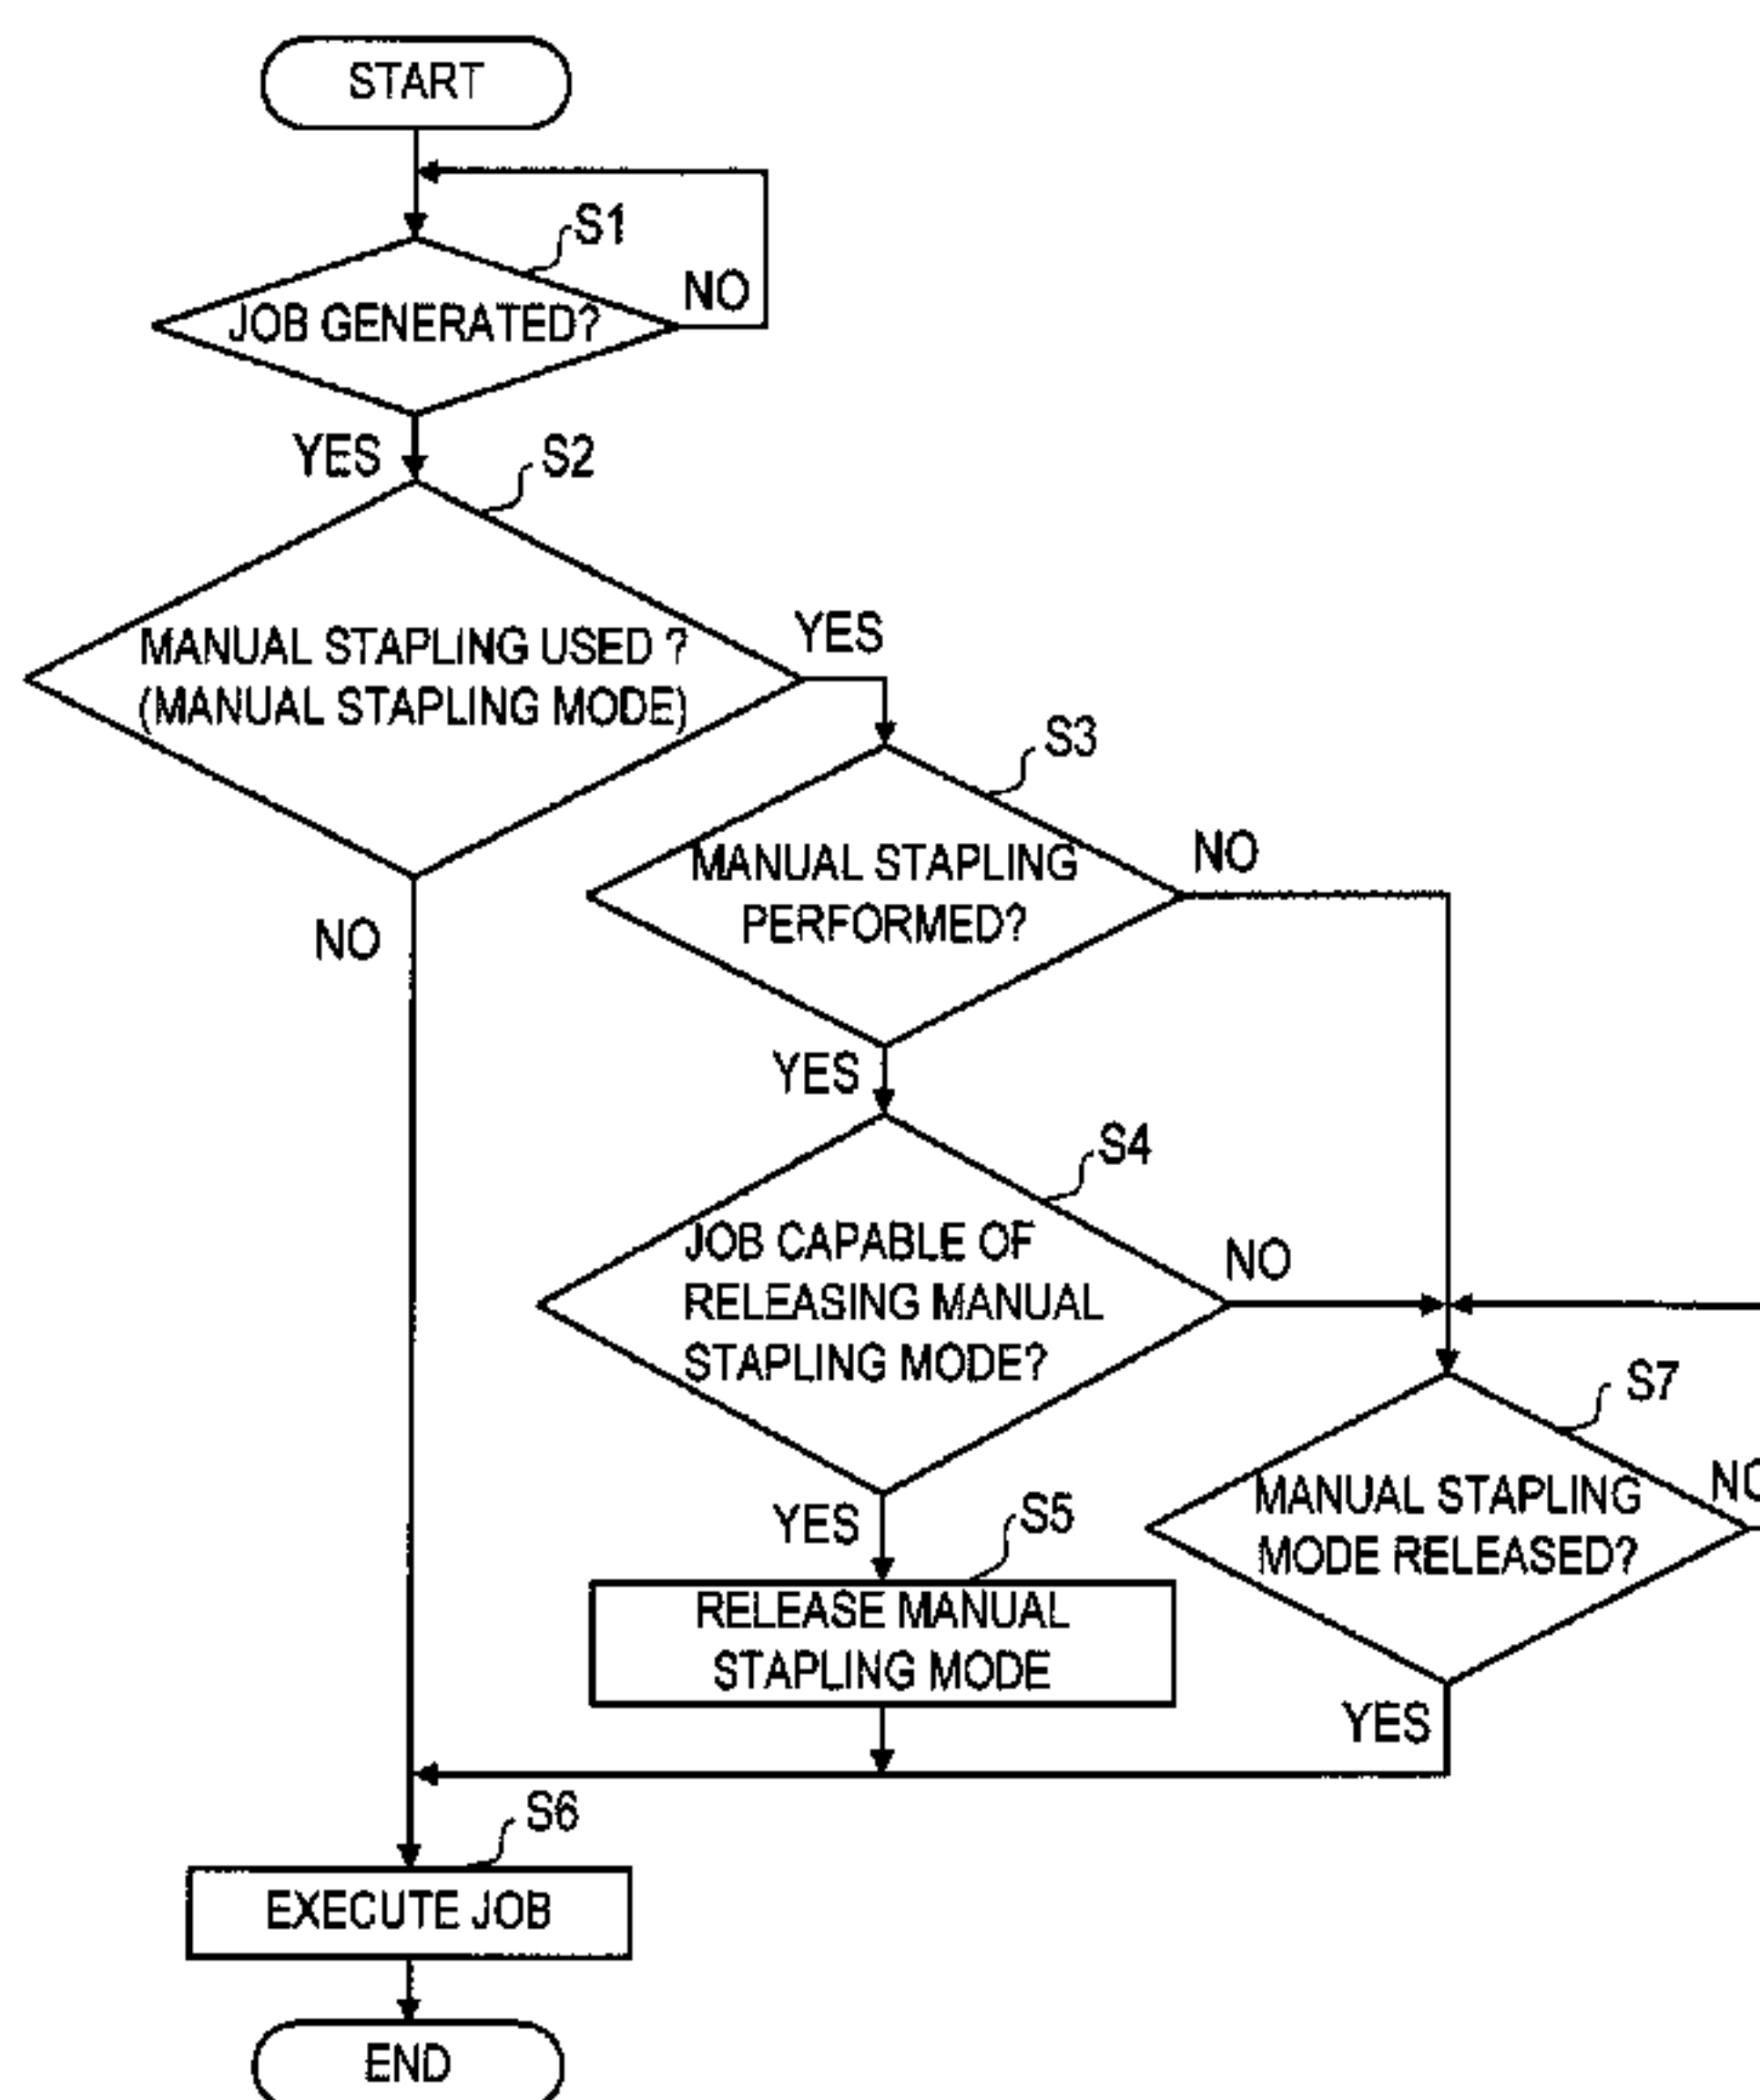 START
S1
JOB GENERATED?
NO
YES
S2
MANUAL STAPLING USED ?
(MANUAL STAPLING MODE)
YES
NO
S3
MANUAL STAPLING
PERFORMED?
NO
YES
S4
JOB CAPABLE OF
RELEASING MANUAL
STAPLING MODE?
NO
YES
S7
MANUAL STAPLING
MODE RELEASED?
NO
YES
S5
RELEASE MANUAL
STAPLING MODE
S6
EXECUTE JOB
END